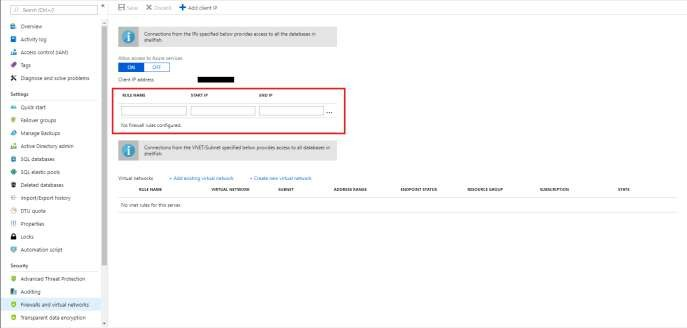 Search (Ctrl+/)
Save
Discard
Add client IP
Overview
Activity log
Access control (IAM)
Tags
Diagnose and solve problems
Settings
Quick start
Failover groups
Manage Backups
Active Directory admin
SQL databases
SQL elastic pools
Deleted databases
Import/Export history
DTU quota
Properties
Locks
Automation script
Security
Advanced Threat Protection
Auditing
Firewalls and virtual networks
Transparent data encryption
Connections from the IPs specified below provides access to all the databases in
shellfish.
Allow access to Azure services
ON OFF
Client IP address
RULE NAME START IP END IP
...
No firewall rules configured.
Connections from the VNET/Subnet specified below provides access to all databases in
shellfish.
Virtual networks + Add existing virtual network + Create new virtual network
RULE NAME VIRTUAL NETWORK SUBNET ADDRESS RANGE ENDPOINT STATUS RESOURCE GROUP SUBSCRIPTION STATE
No vnet rules for this server.